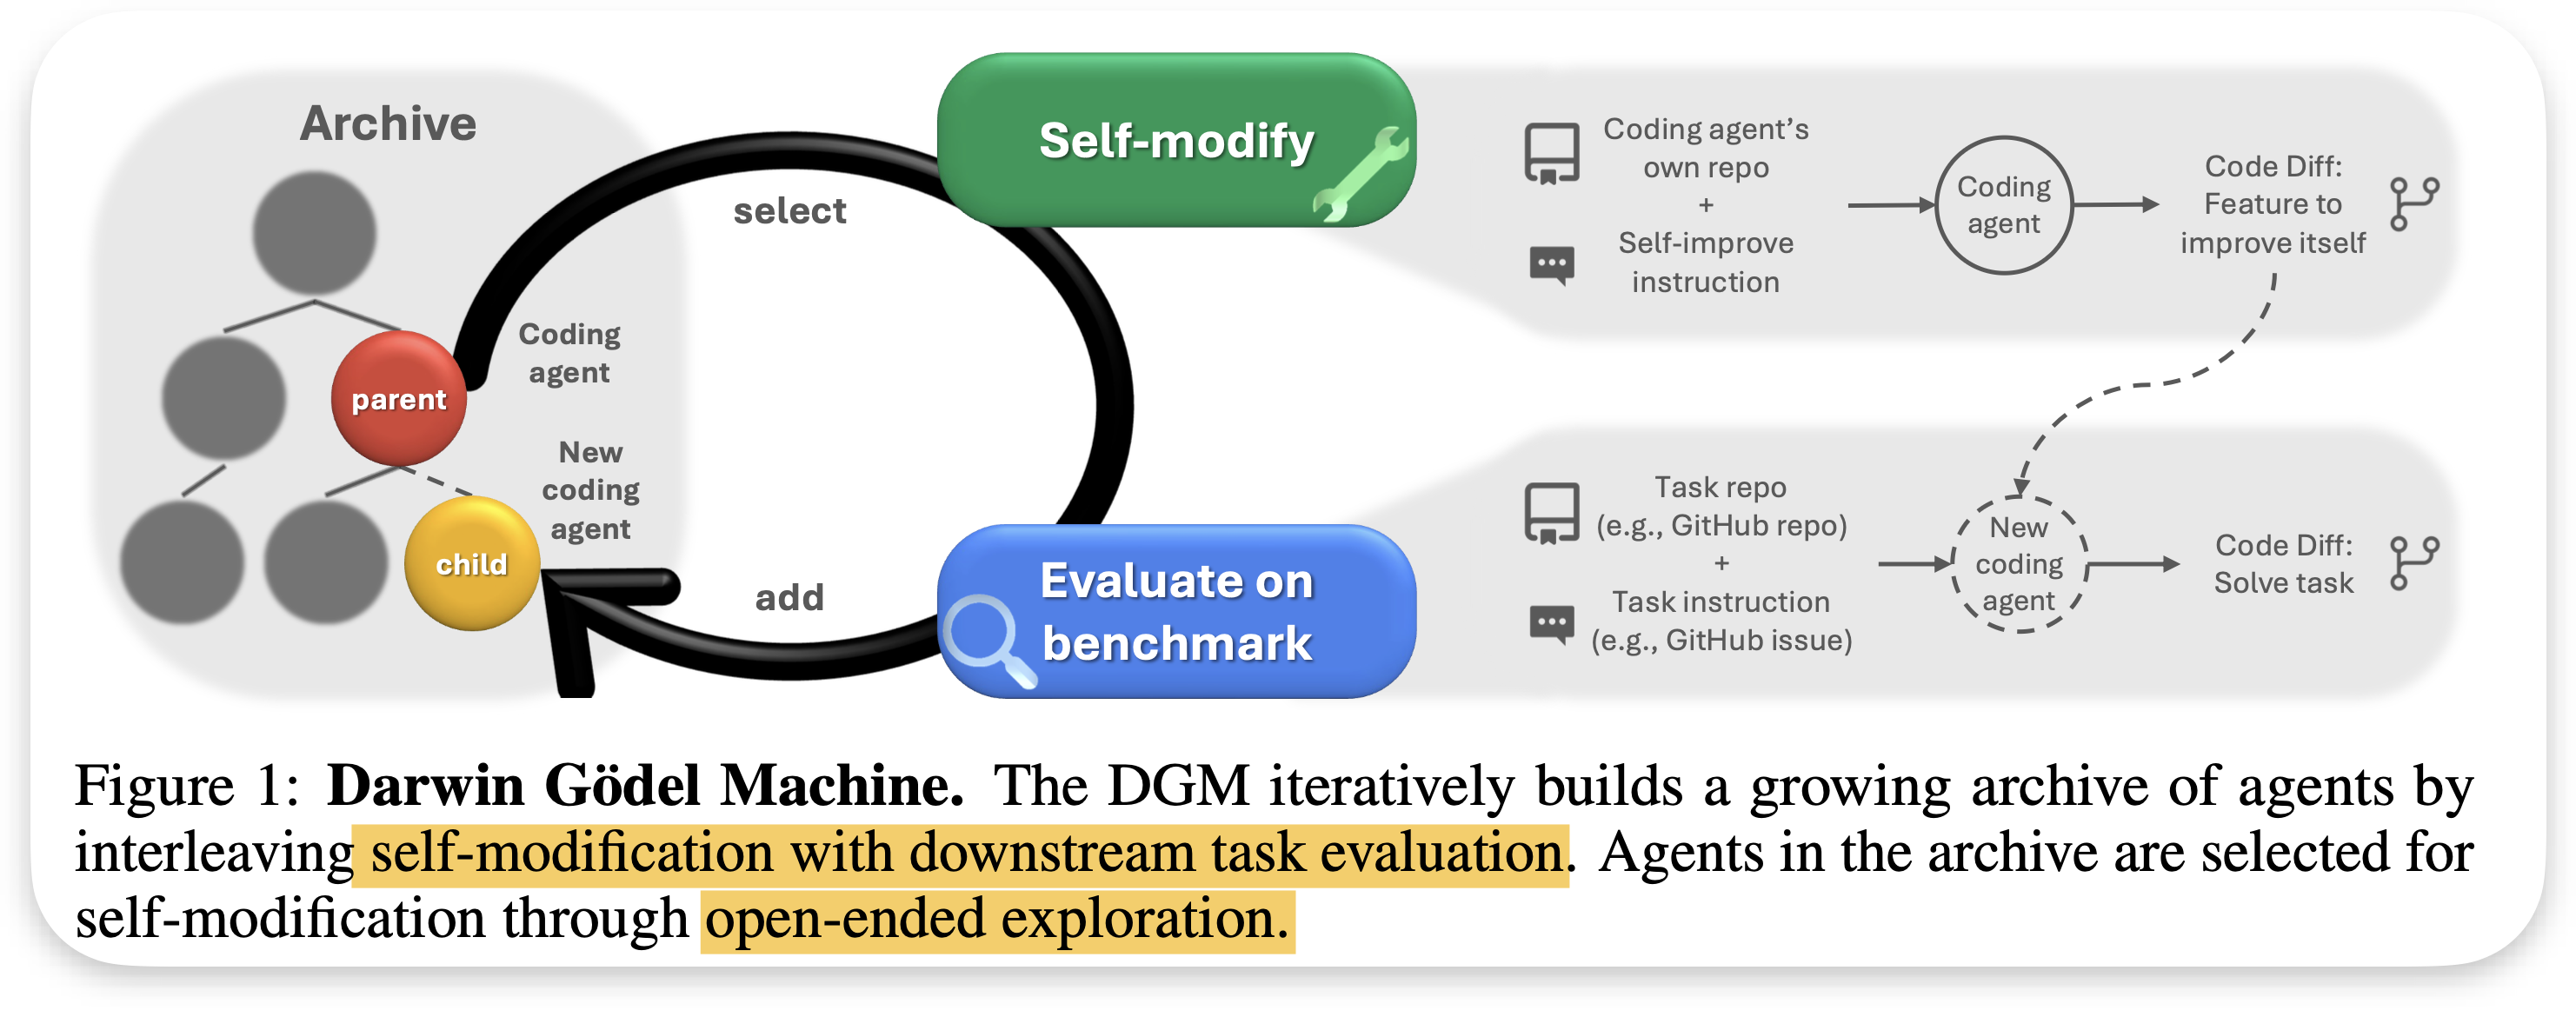 Archive
parent
child
Coding
agent
New
coding
agent
select
add
Self-modify
Evaluate on
benchmark
Coding agent’s
own repo
+
Self-improve
instruction
Coding
agent
Code Diff:
Feature to
improve itself
Task repo
(e.g., GitHub repo)
+
Task instruction
(e.g., GitHub issue)
New
coding
agent
Code Diff:
Solve task
Figure 1: Darwin Gödel Machine. The DGM iteratively builds a growing archive of agents by
interleaving self-modification with downstream task evaluation. Agents in the archive are selected for
self-modification through open-ended exploration.